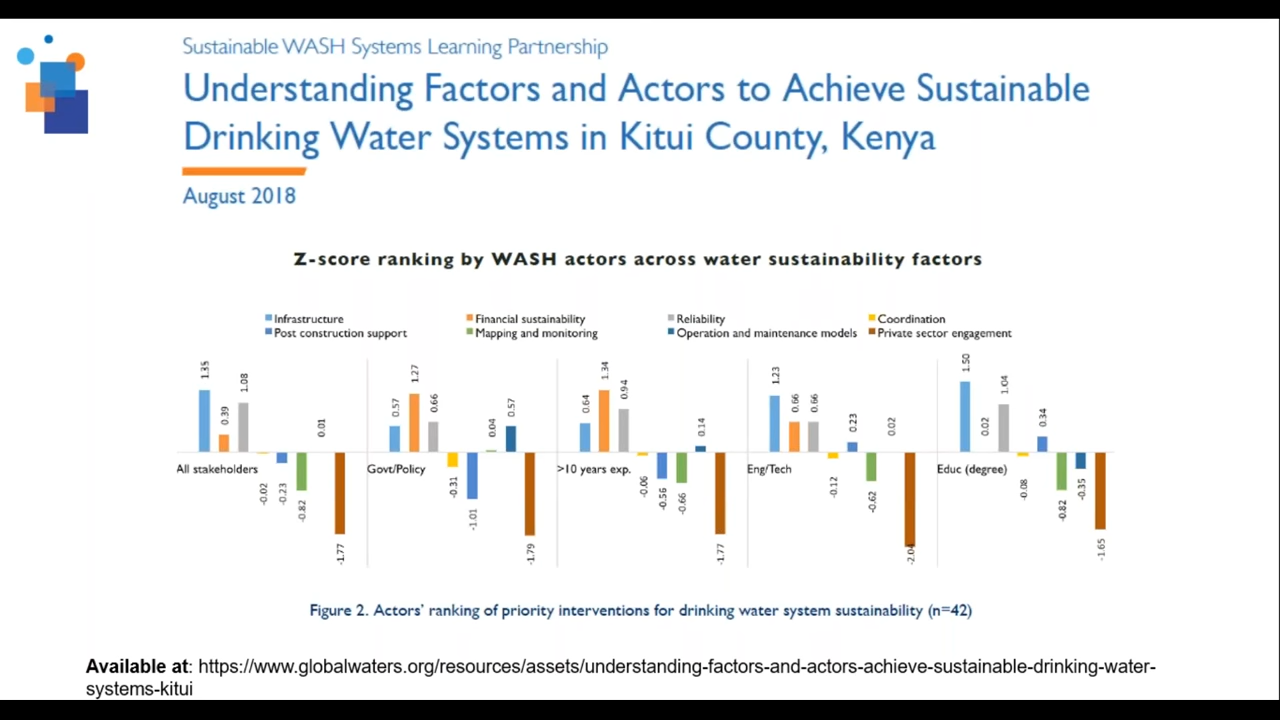 Sustainable WASH Systems Learning Partnership
Understanding Factors and Actors to Achieve Sustainable
Drinking Water Systems in Kitui County, Kenya
August 2018
Z-score ranking by WASH actors across water sustainability factors
Infrastructure Financial sustainability Reliability Coordination
Post construction support Mapping and monitoring Operation and maintenance models Private sector engagement
1.35 0.39 1.08 0.01
0.57 1.27 0.66 0.04 0.57
0.64 1.34 0.94 0.14
1.23 0.66 0.66 0.23 0.02
1.50 0.02 1.04 0.34
All stakeholders Govt/Policy >10 years exp. Eng/Tech Educ (degree)
-0.02 -0.23 -0.82 -1.77
-0.31 -1.01 -1.79
-0.06 -0.56 -0.66 -1.77
-0.12 -0.62 -2.04
-0.08 -0.82 -0.35 -1.65
Figure 2. Actors' ranking of priority interventions for drinking water system sustainability (n=42)
Available at: https://www.globalwaters.org/resources/assets/understanding-factors-and-actors-achieve-sustainable-drinking-water-
systems-kitui